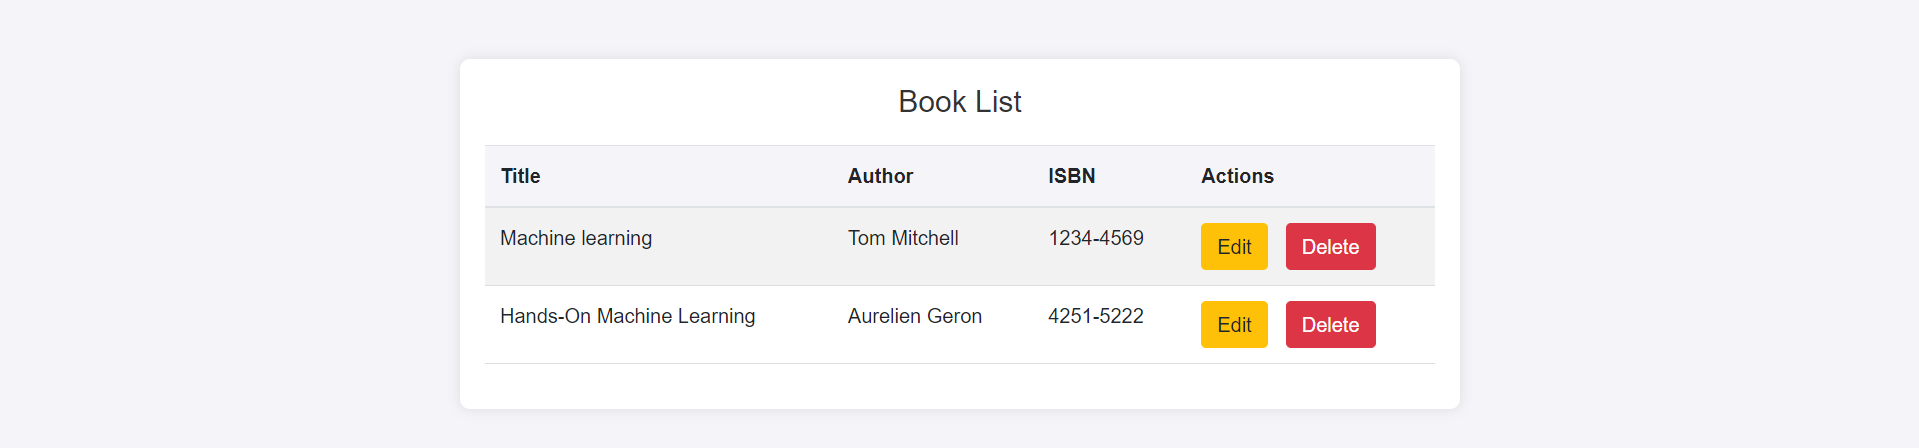 Book List
Title Author ISBN Actions
Machine learning Tom Mitchell 1234-4569 Edit Delete
Hands-On Machine Learning Aurelien Geron 4251-5222 Edit Delete